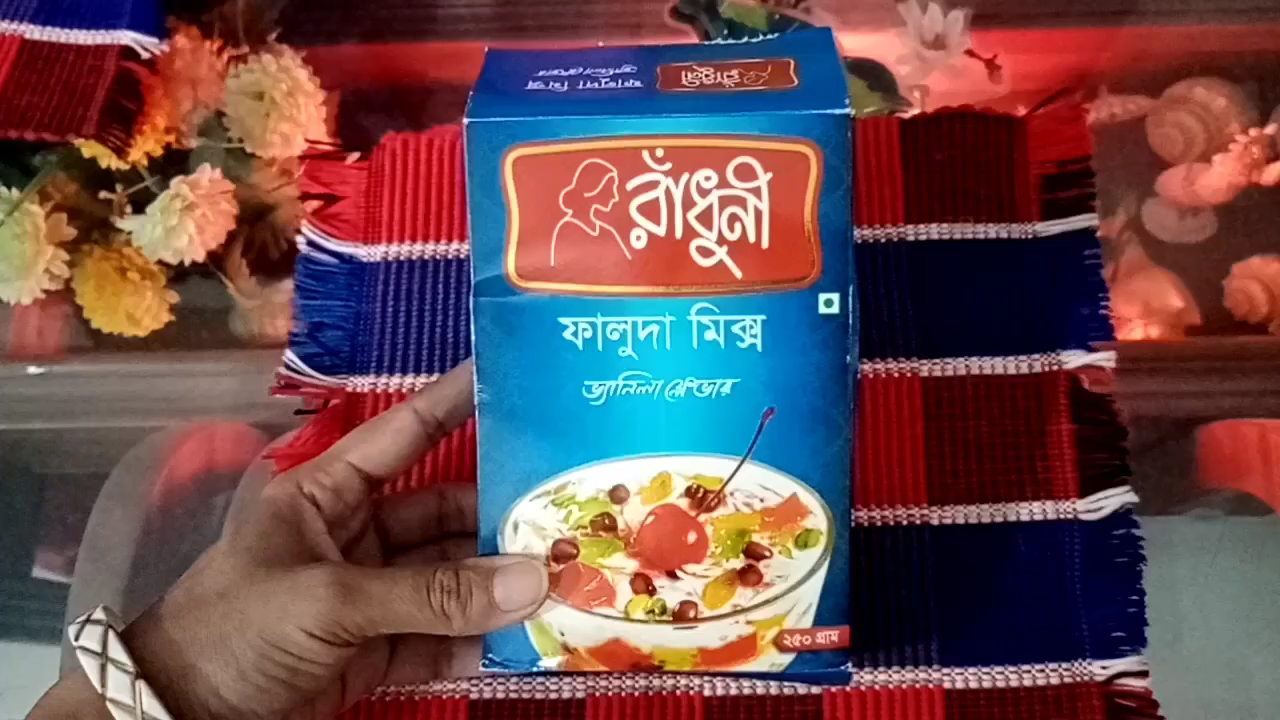 রাঁধুনী
ফালুদা মিক্স
ভ্যানিলা ফ্লেভার
রাঁধুনী
ফালুদা মিক্স
ভ্যানিলা ফ্লেভার
২৫০ গ্রাম